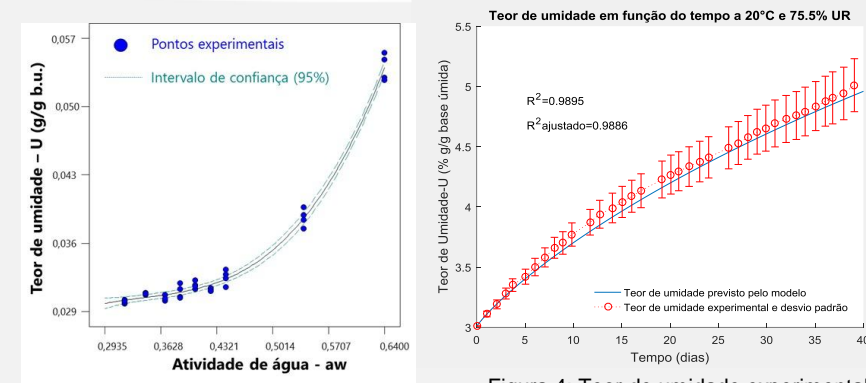 0,057
0,050
0,043
0,036
0,029
Teor de umidade – U (g/g b.u.)
Pontos experimentais
Intervalo de confiança (95%)
0,2935 0,3628 0,4321 0,5014 0,5707 0,6400
Atividade de água - aw
Teor de umidade em função do tempo a 20°C e 75.5% UR
5.5
5
4.5
4
3.5
3
Teor de Umidade-U (% g/g base úmida)
R²=0.9895
R²ajustado=0.9886
Teor de umidade previsto pelo modelo
Teor de umidade experimental e desvio padrão
0 5 10 15 20 25 30 35 40
Tempo (dias)